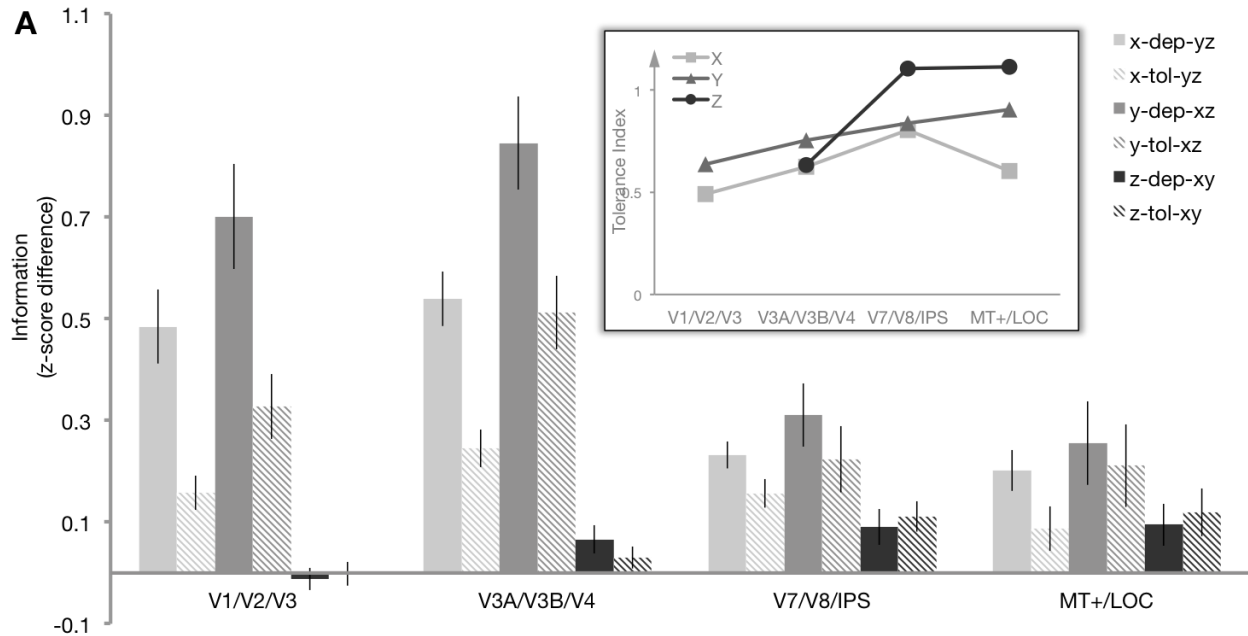 A
1.1
0.9
0.7
0.5
0.3
0.1
-0.1
Information
(z-score difference)
V1/V2/V3
V3A/V3B/V4
V7/V8/IPS
MT+/LOC
X
Y
Z
Tolerance Index
1
0.5
0
V1/V2/V3
V3A/V3B/V4
V7/V8/IPS
MT+/LOC
x-dep-yz
x-tol-yz
y-dep-xz
y-tol-xz
z-dep-xy
z-tol-xy